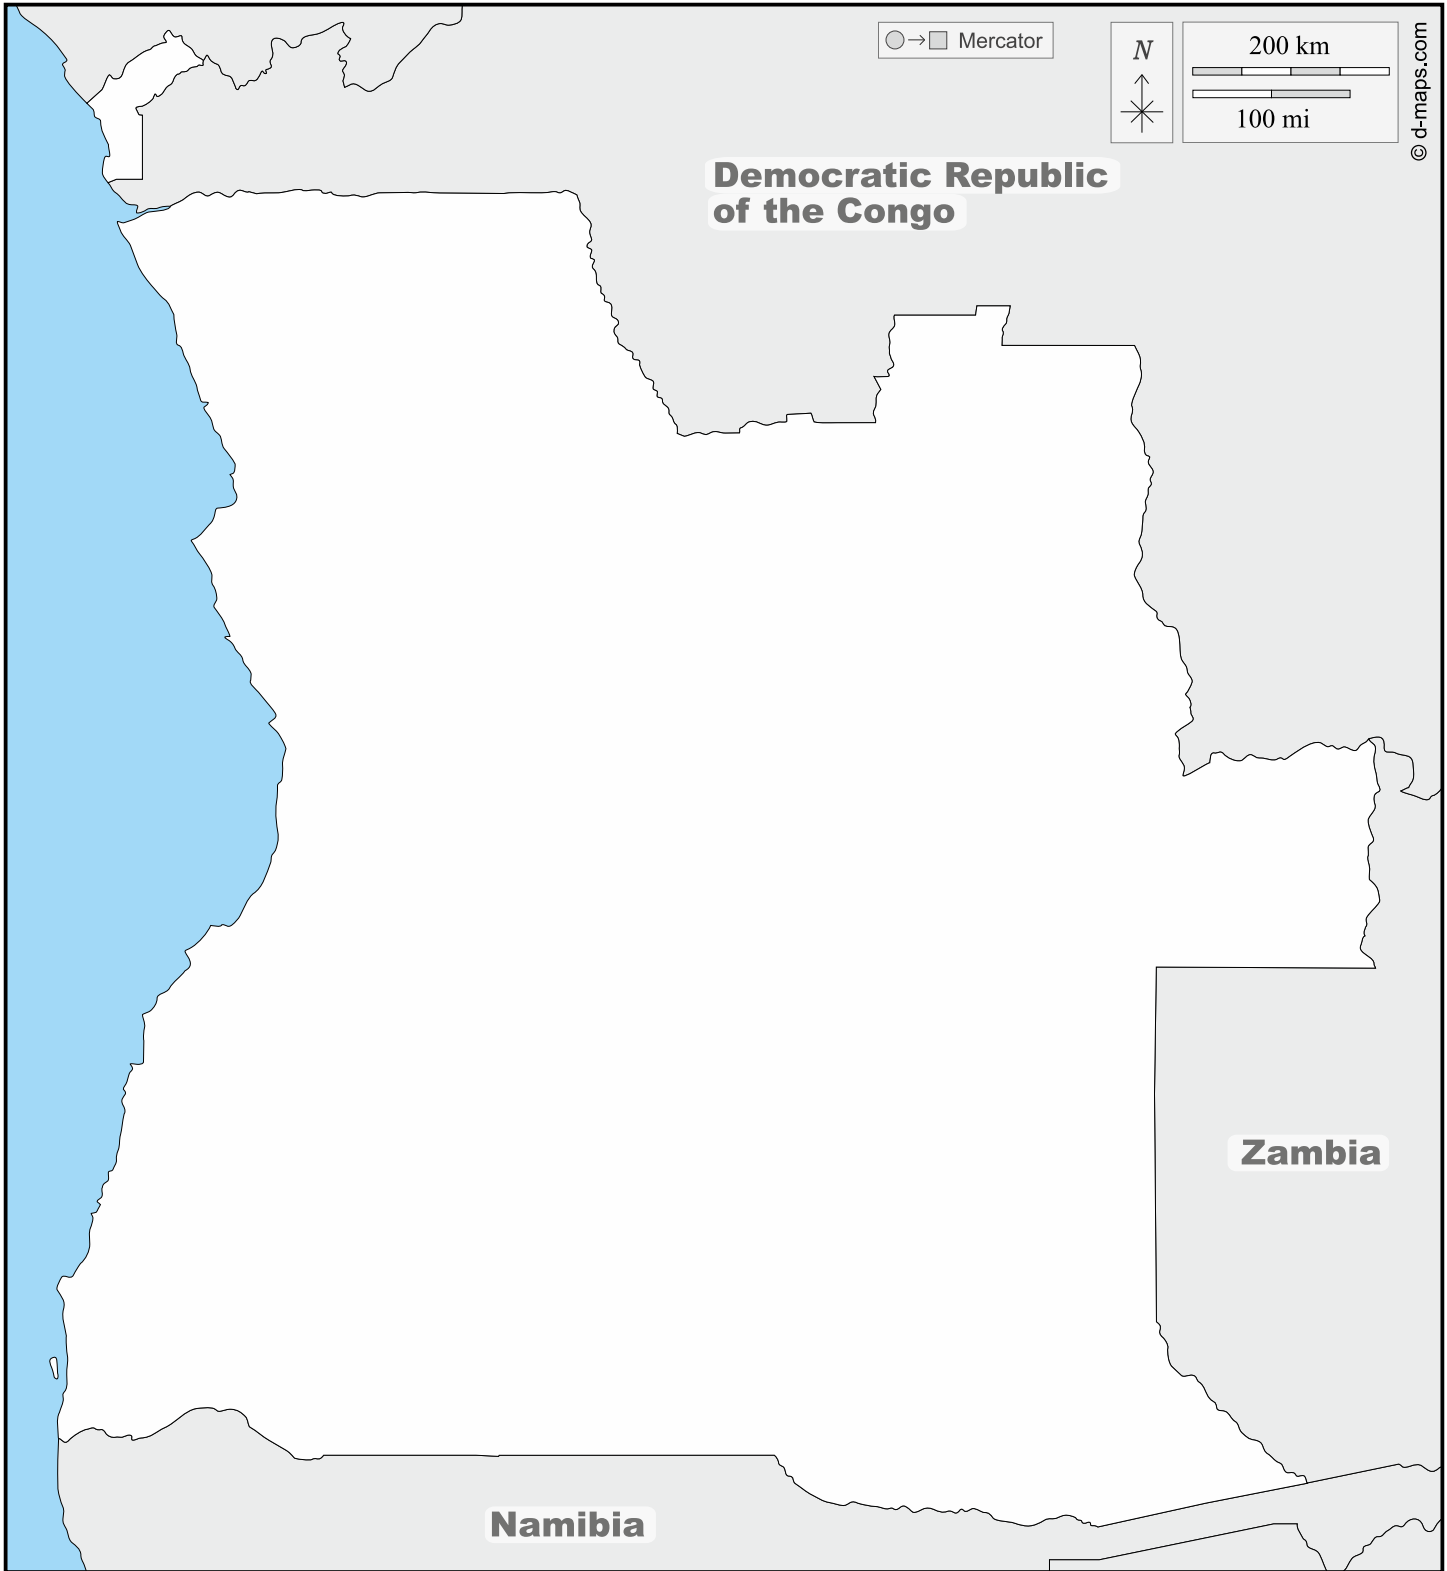 Mercator
N
200 km
100 mi
© d-maps.com
Democratic Republic
of the Congo
Zambia
Namibia